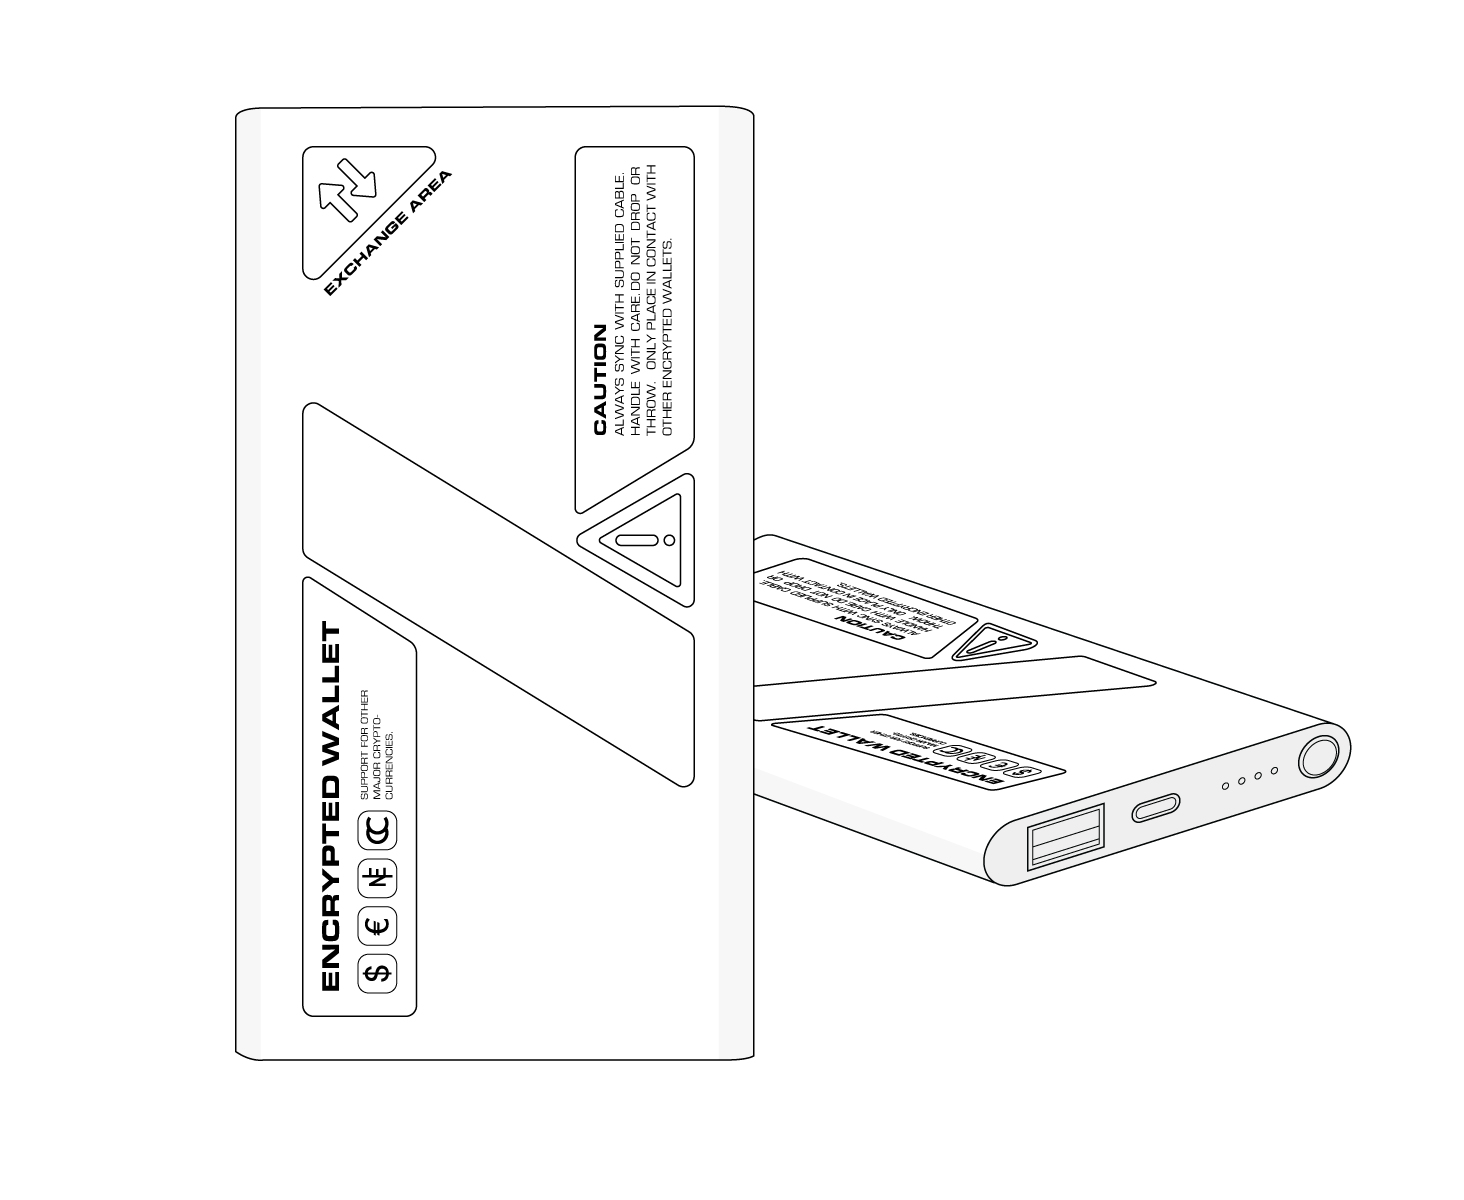 EXCHANGE AREA
CAUTION
ALWAYS SYNC WITH SUPPLIED CABLE.
HANDLE WITH CARE. DO NOT DROP OR
THROW. ONLY PLACE IN CONTACT WITH
OTHER ENCRYPTED WALLETS.
ENCRYPTED WALLET
SUPPORT FOR OTHER
MAJOR CRYPTO-
CURRENCIES.
$ €
CAUTION
ALWAYS SYNC WITH SUPPLIED CABLE.
HANDLE WITH CARE. DO NOT DROP OR
THROW. ONLY PLACE IN CONTACT WITH
OTHER ENCRYPTED WALLETS.
ENCRYPTED WALLET
SUPPORT FOR OTHER
MAJOR CRYPTO-
CURRENCIES.
$ €